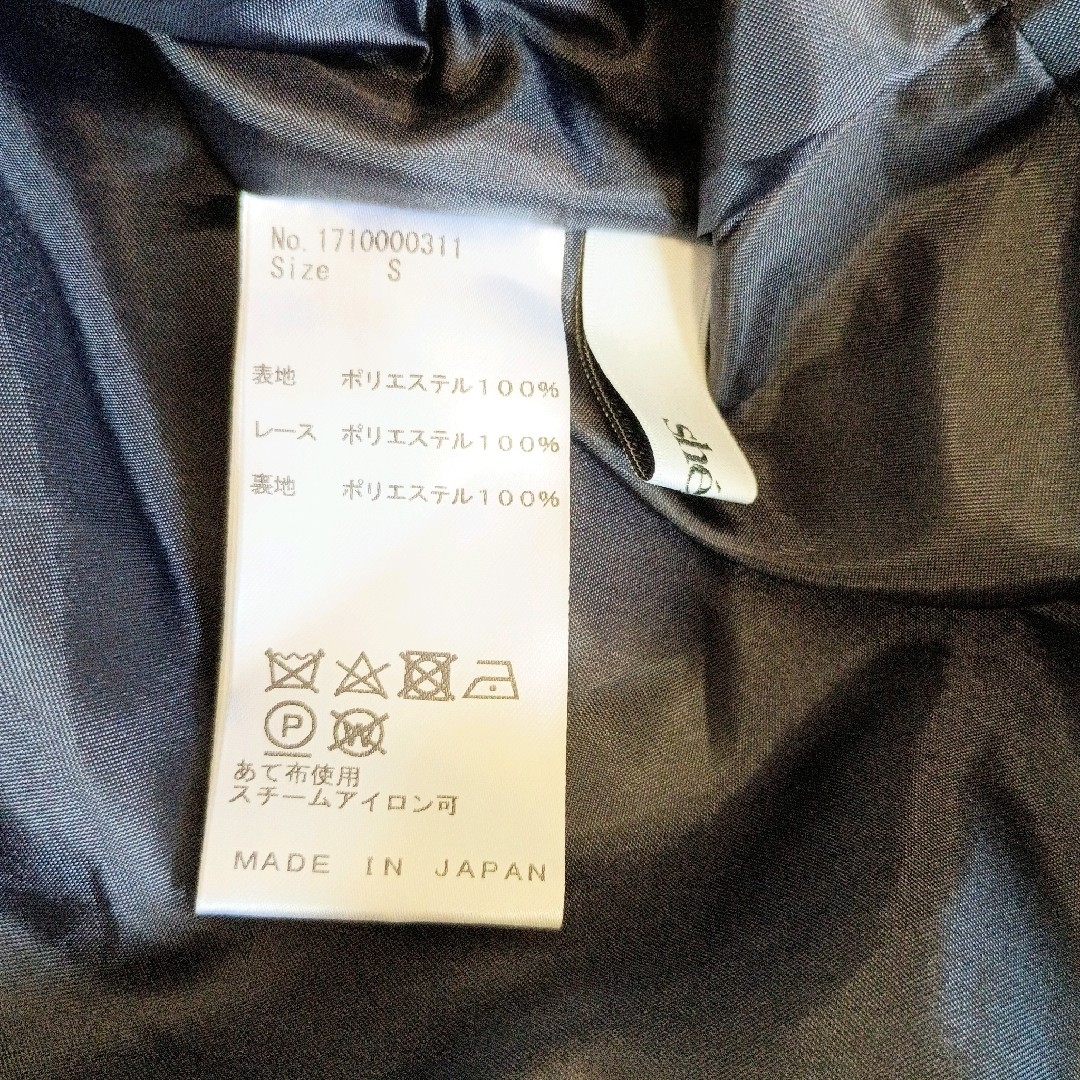 No. 1710000311
Size S
表地 ポリエステル100%
レース ポリエステル100%
裏地 ポリエステル100%
P
W
あて布使用
スチームアイロン可
MADE IN JAPAN
shé